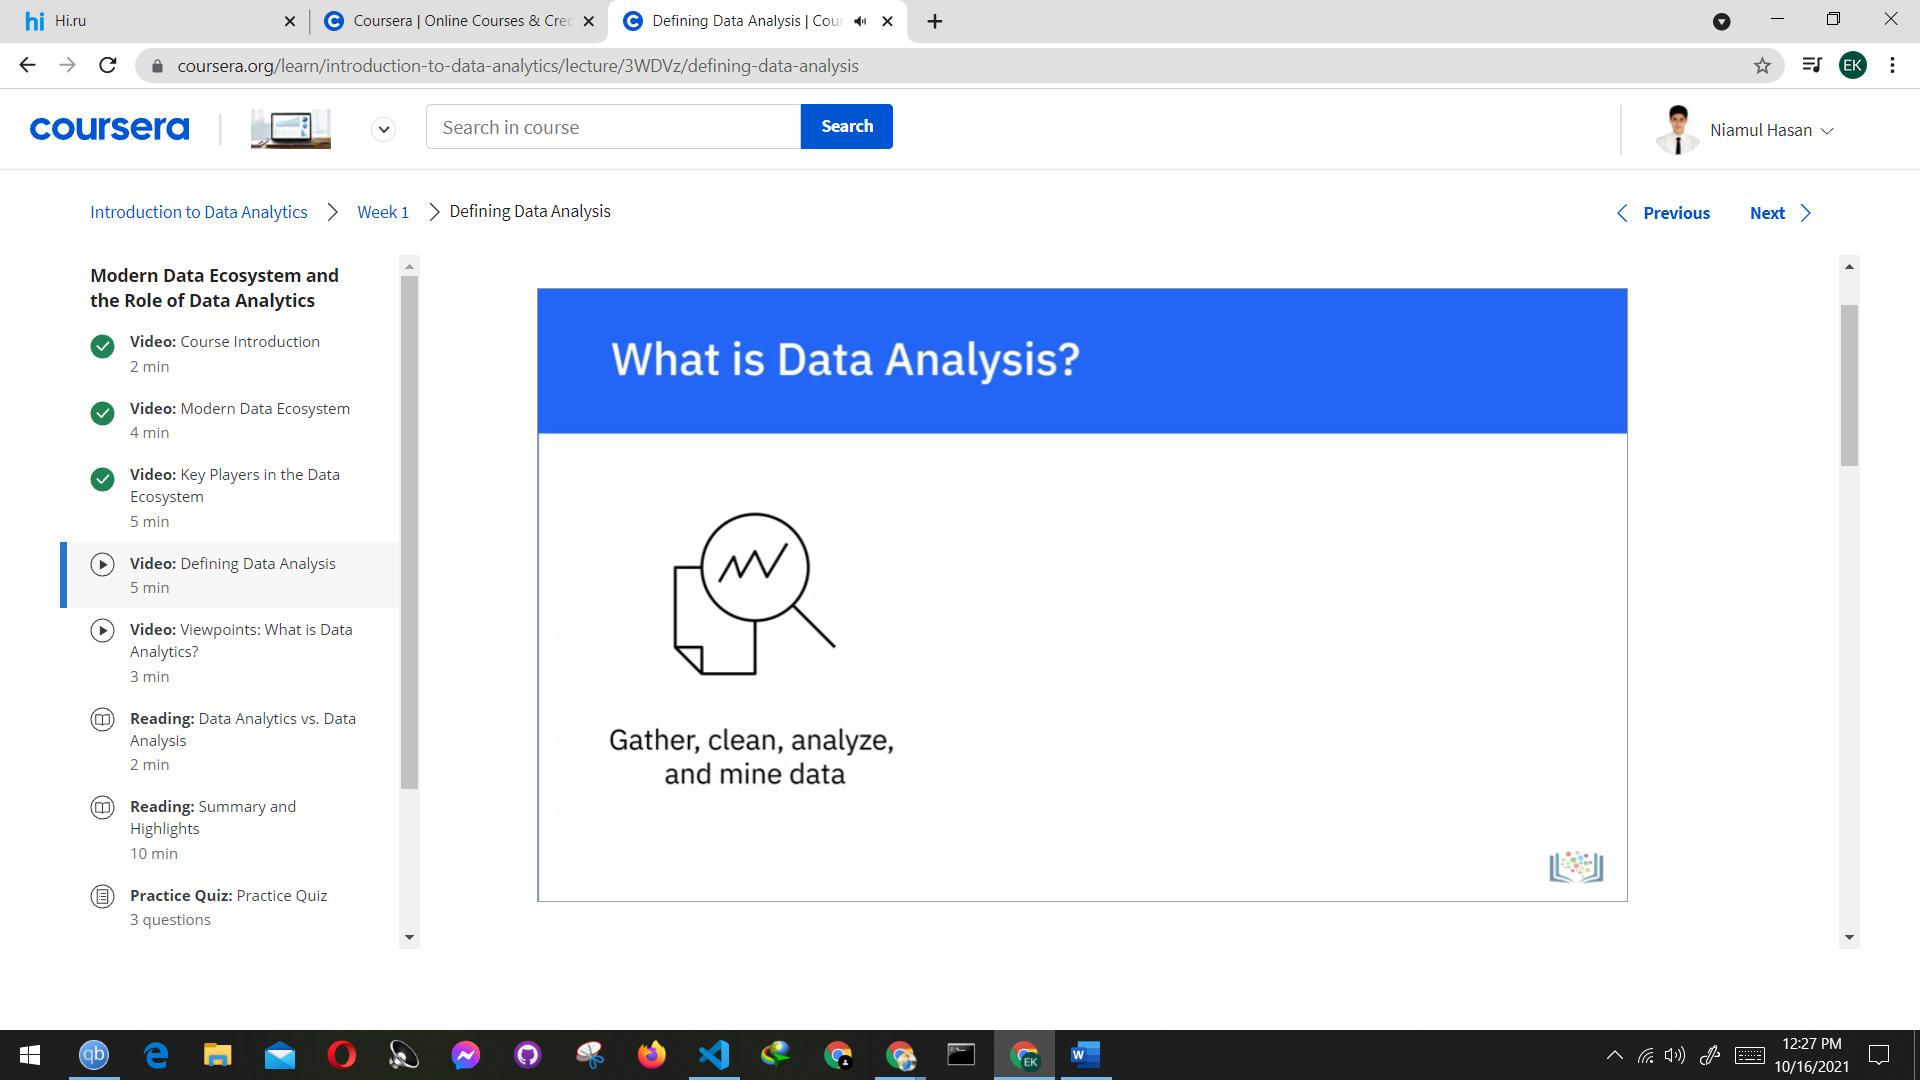 hi Hi.ru
Coursera | Online Courses & Cre
Defining Data Analysis | Cou
coursera.org/learn/introduction-to-data-analytics/lecture/3WDVz/defining-data-analysis
EK
coursera
Search in course
Search
Niamul Hasan
Introduction to Data Analytics
Week 1
Defining Data Analysis
Previous
Next
Modern Data Ecosystem and
the Role of Data Analytics
Video: Course Introduction
2 min
Video: Modern Data Ecosystem
4 min
Video: Key Players in the Data
Ecosystem
5 min
Video: Defining Data Analysis
5 min
Video: Viewpoints: What is Data
Analytics?
3 min
Reading: Data Analytics vs. Data
Analysis
2 min
Reading: Summary and
Highlights
10 min
Practice Quiz: Practice Quiz
3 questions
What is Data Analysis?
Gather, clean, analyze,
and mine data
qb
EK
W
12:27 PM
10/16/2021